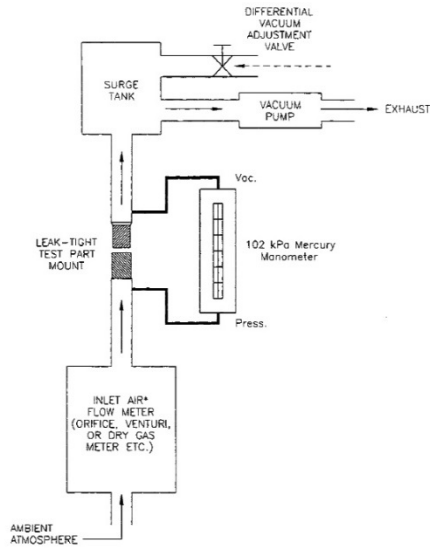 DIFFERENTIAL
VACUUM
ADJUSTMENT
VALVE
SURGE
TANK
VACUUM
PUMP
EXHAUST
Vac.
LEAK-TIGHT
TEST PART
MOUNT
102 kPa Mercury
Manometer
Press.
INLET AIR*
FLOW METER
(ORIFICE, VENTURI,
OR DRY GAS
METER ETC.)
AMBIENT
ATMOSPHERE